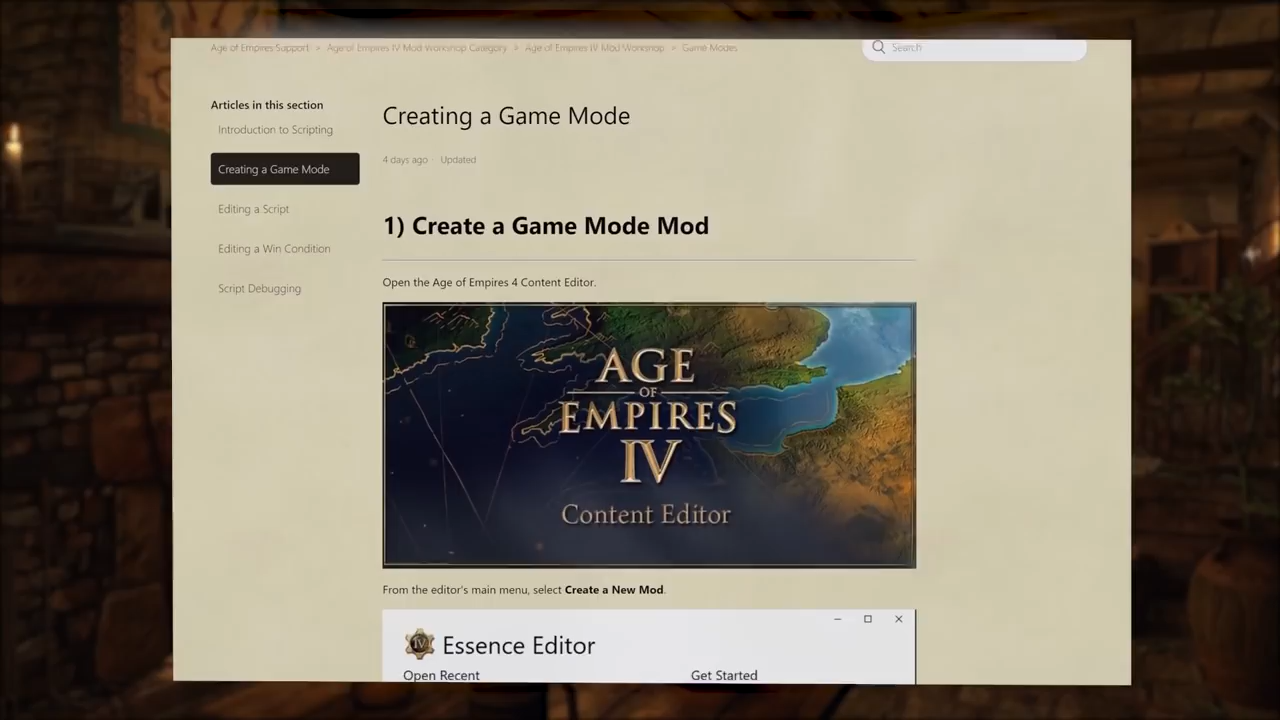 Age of Empires Support > Age of Empires IV Mod Workshop Category > Age of Empires IV Mod Workshop > Game Modes
Search
Articles in this section
Introduction to Scripting
Creating a Game Mode
Editing a Script
Editing a Win Condition
Script Debugging
Creating a Game Mode
4 days ago · Updated
1) Create a Game Mode Mod
Open the Age of Empires 4 Content Editor.
AGE
OF
EMPIRES
IV
Content Editor
From the editor's main menu, select Create a New Mod.
IV
Essence Editor
Open Recent
Get Started